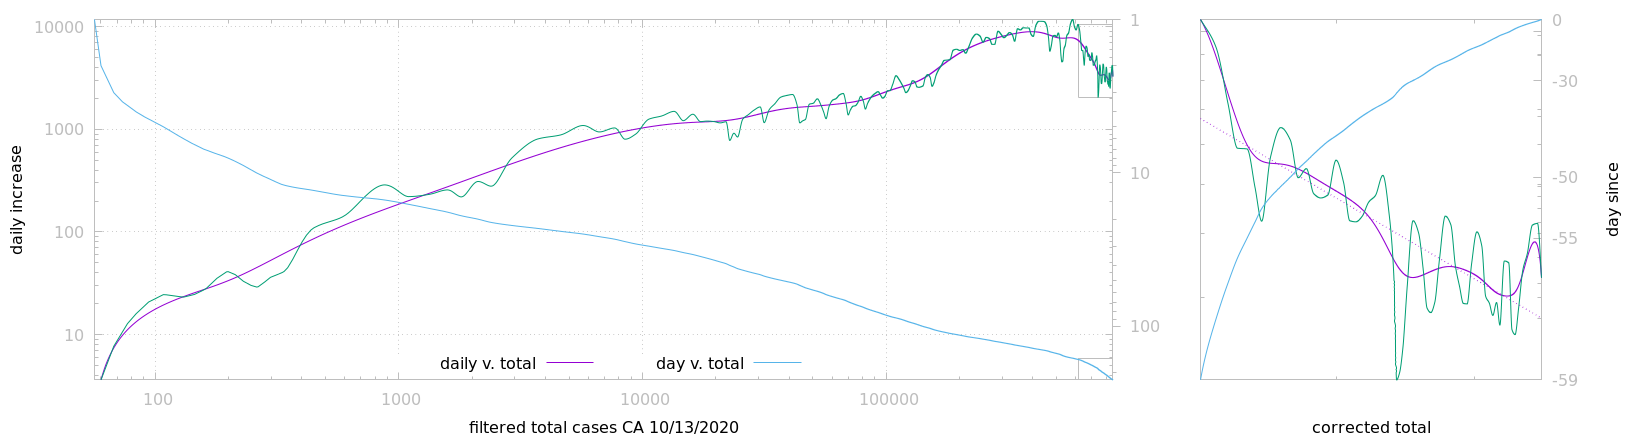 10000
1000
100
10
daily increase
100
1000
10000
100000
filtered total cases CA 10/13/2020
daily v. total
day v. total
1
10
100
0
-30
-50
-55
-59
day since
corrected total